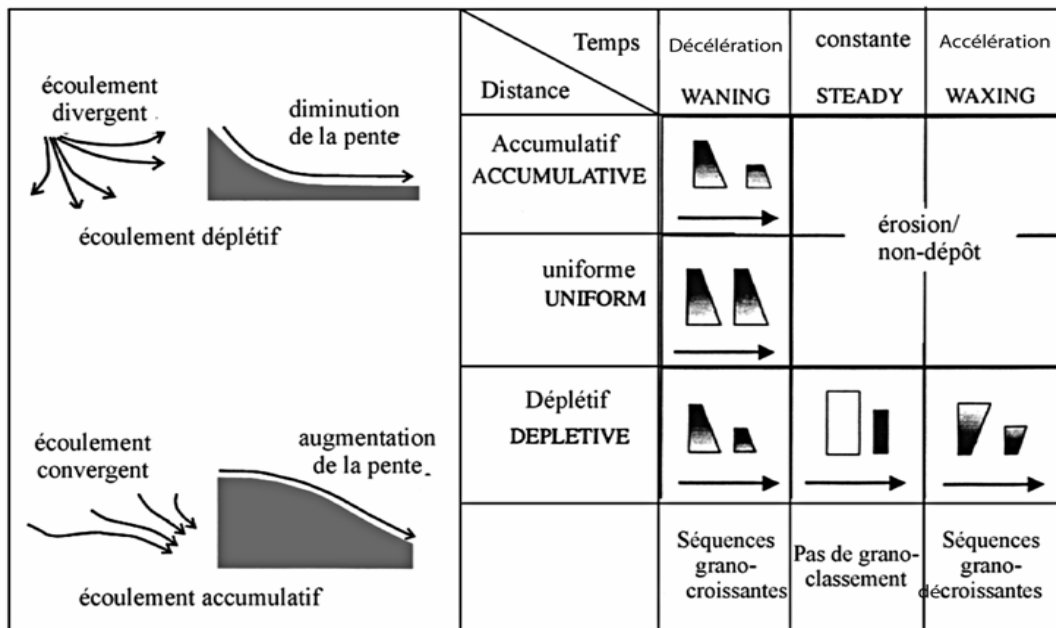 écoulement
divergent
diminution
de la pente
écoulement déplétif
écoulement
convergent
augmentation
de la pente
écoulement accumulatif
Temps
Distance
Décélération
WANING
constante
STEADY
Accélération
WAXING
Accumulatif
ACCUMULATIVE
érosion/
non-dépôt
uniforme
UNIFORM
Déplétif
DEPLETIVE
Séquences
grano-
croissantes
Pas de grano-
classement
Séquences
grano-
décroissantes